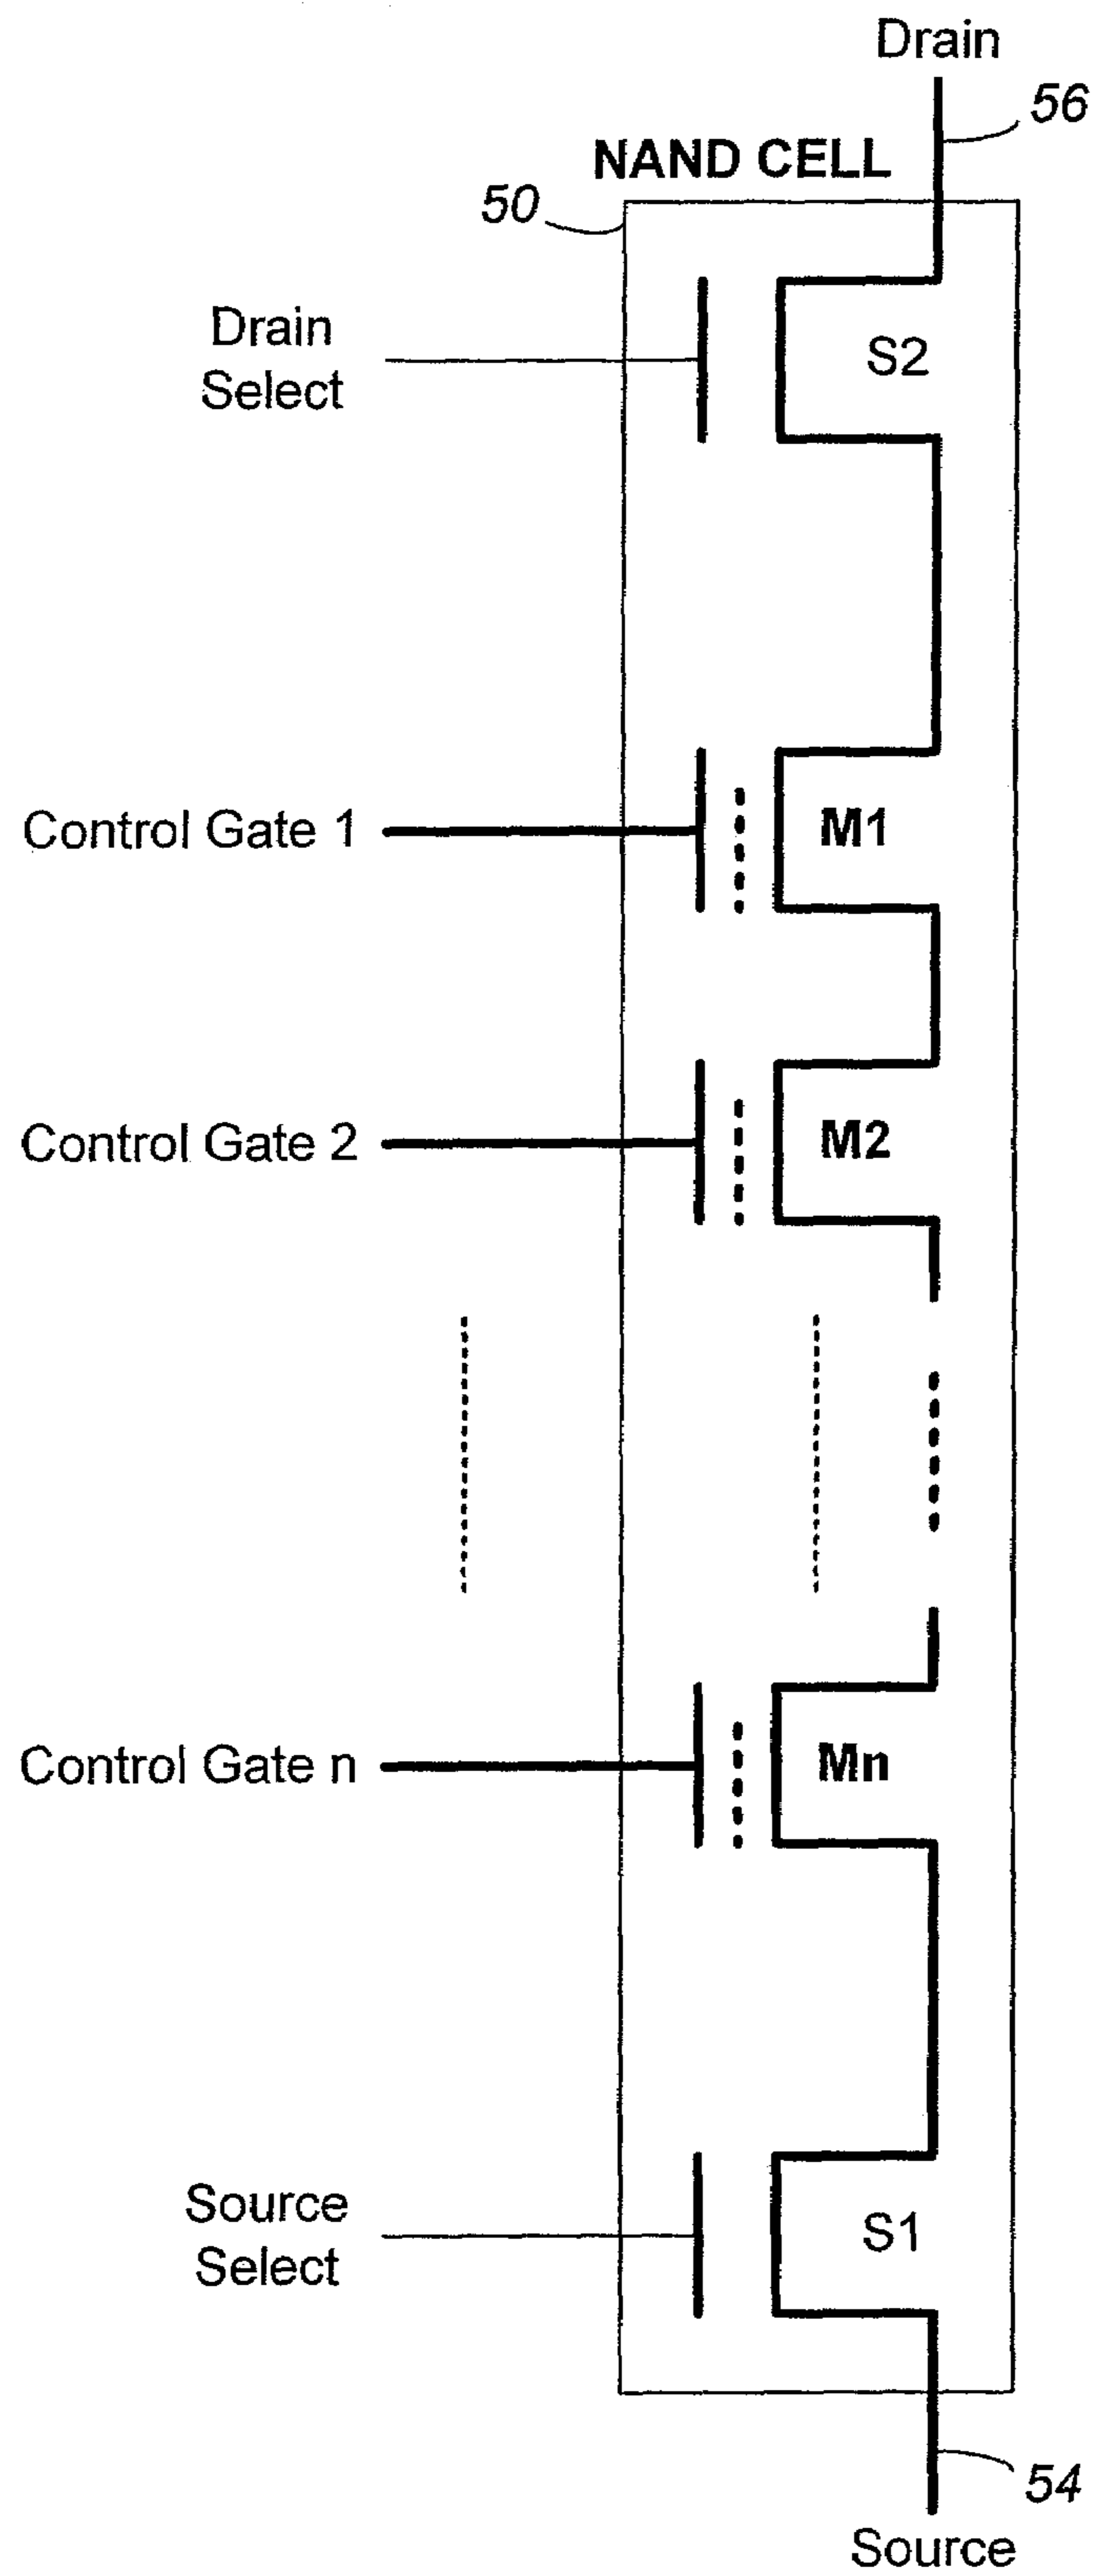 Drain
56
NAND CELL
50
Drain
Select
S2
Control Gate 1
M1
Control Gate 2
M2
Control Gate n
Mn
Source
Select
S1
54
Source